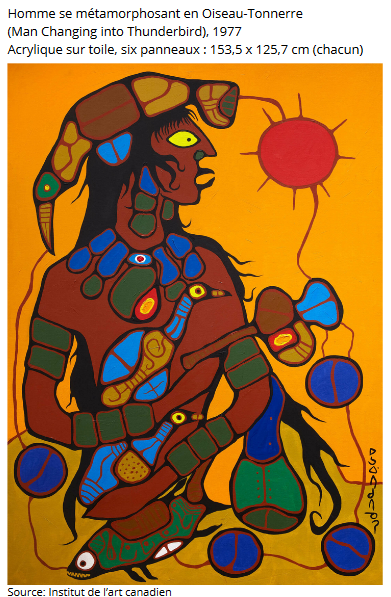 Homme se métamorphosant en Oiseau-Tonnerre
(Man Changing into Thunderbird), 1977
Acrylique sur toile, six panneaux : 153,5 x 125,7 cm (chacun)
Source: Institut de l’art canadien